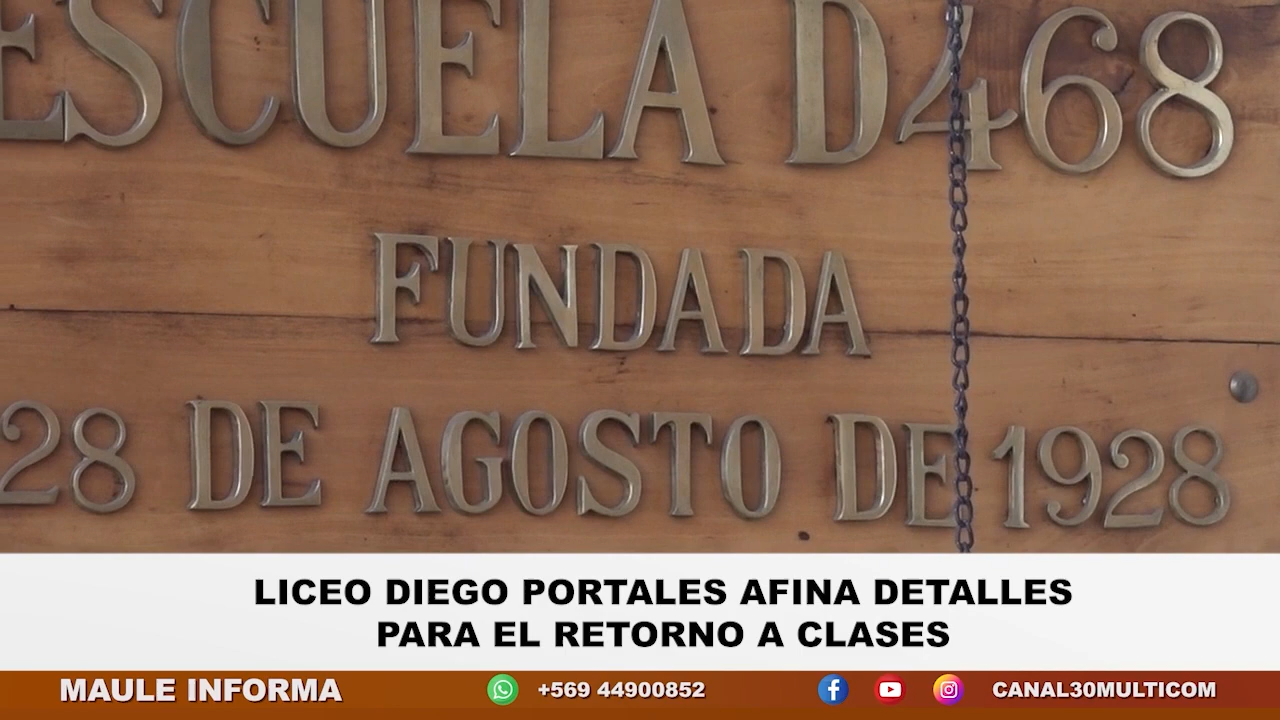 ESCUELA D468
FUNDADA
28 DE AGOSTO DE 1928
LICEO DIEGO PORTALES AFINA DETALLES
PARA EL RETORNO A CLASES
MAULE INFORMA +569 44900852 CANAL30MULTICOM